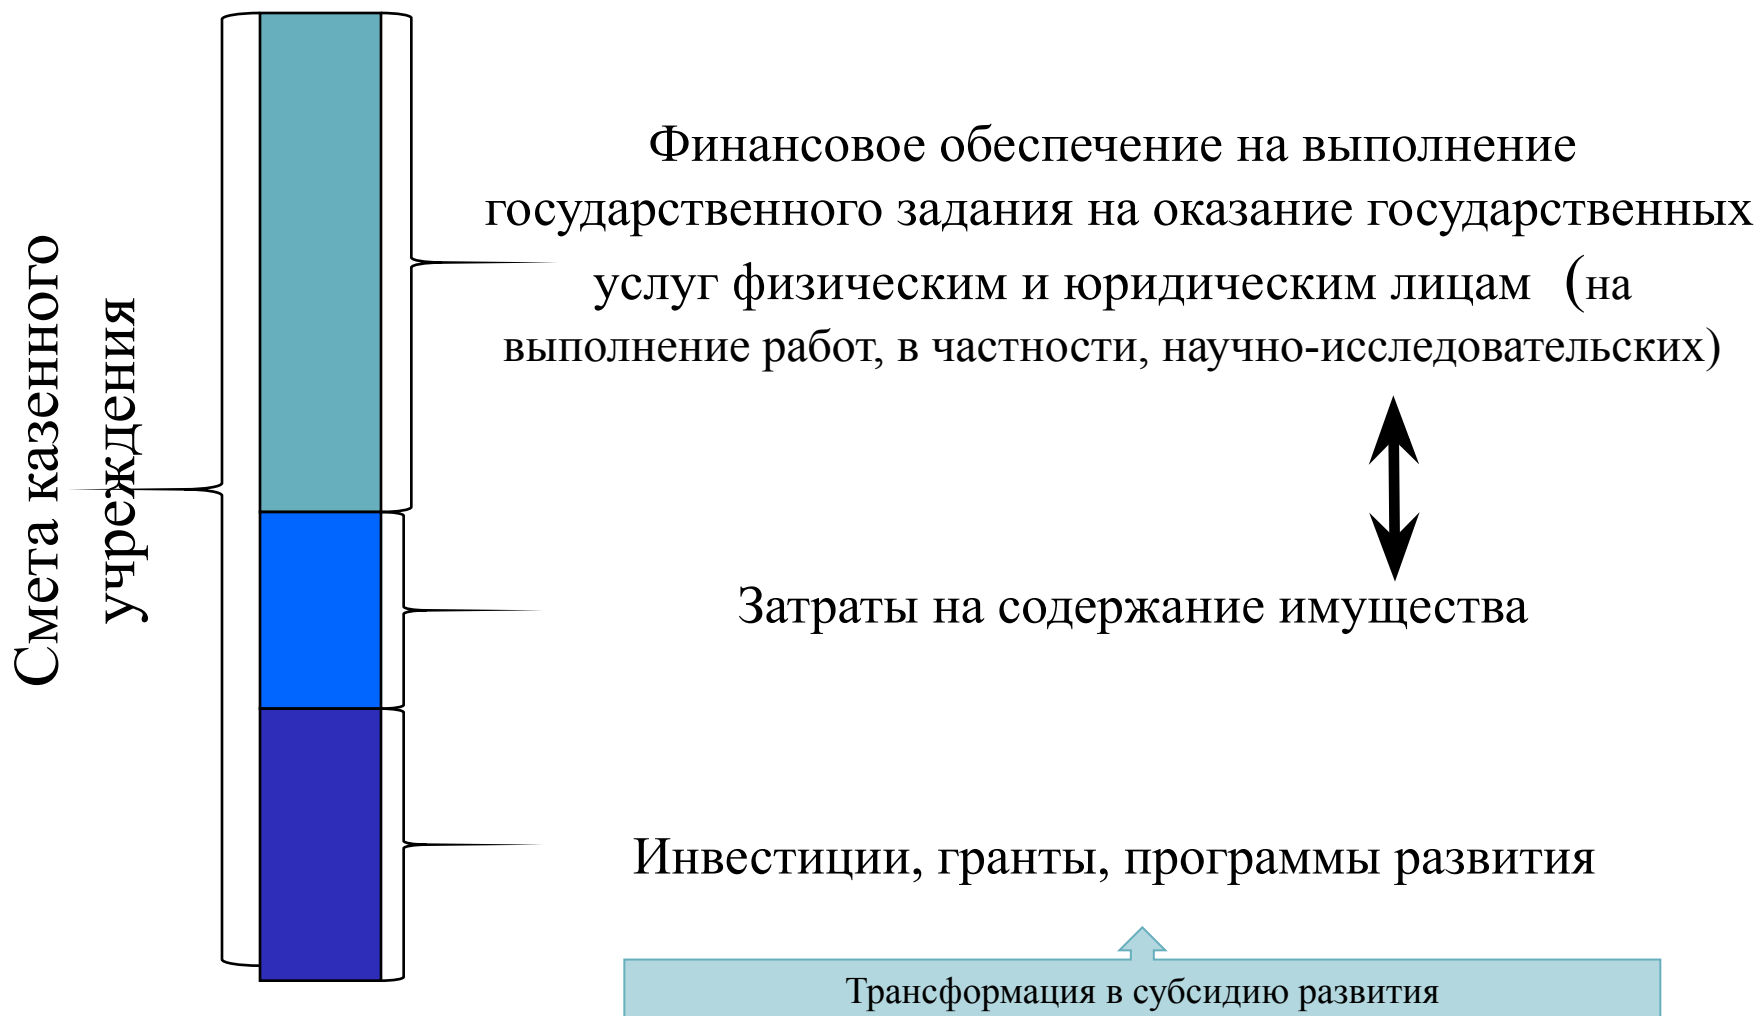 Смета казенного
учреждения
Финансовое обеспечение на выполнение
государственного задания на оказание государственных
услуг физическим и юридическим лицам (на
выполнение работ, в частности, научно-исследовательских)
Затраты на содержание имущества
Инвестиции, гранты, программы развития
Трансформация в субсидию развития